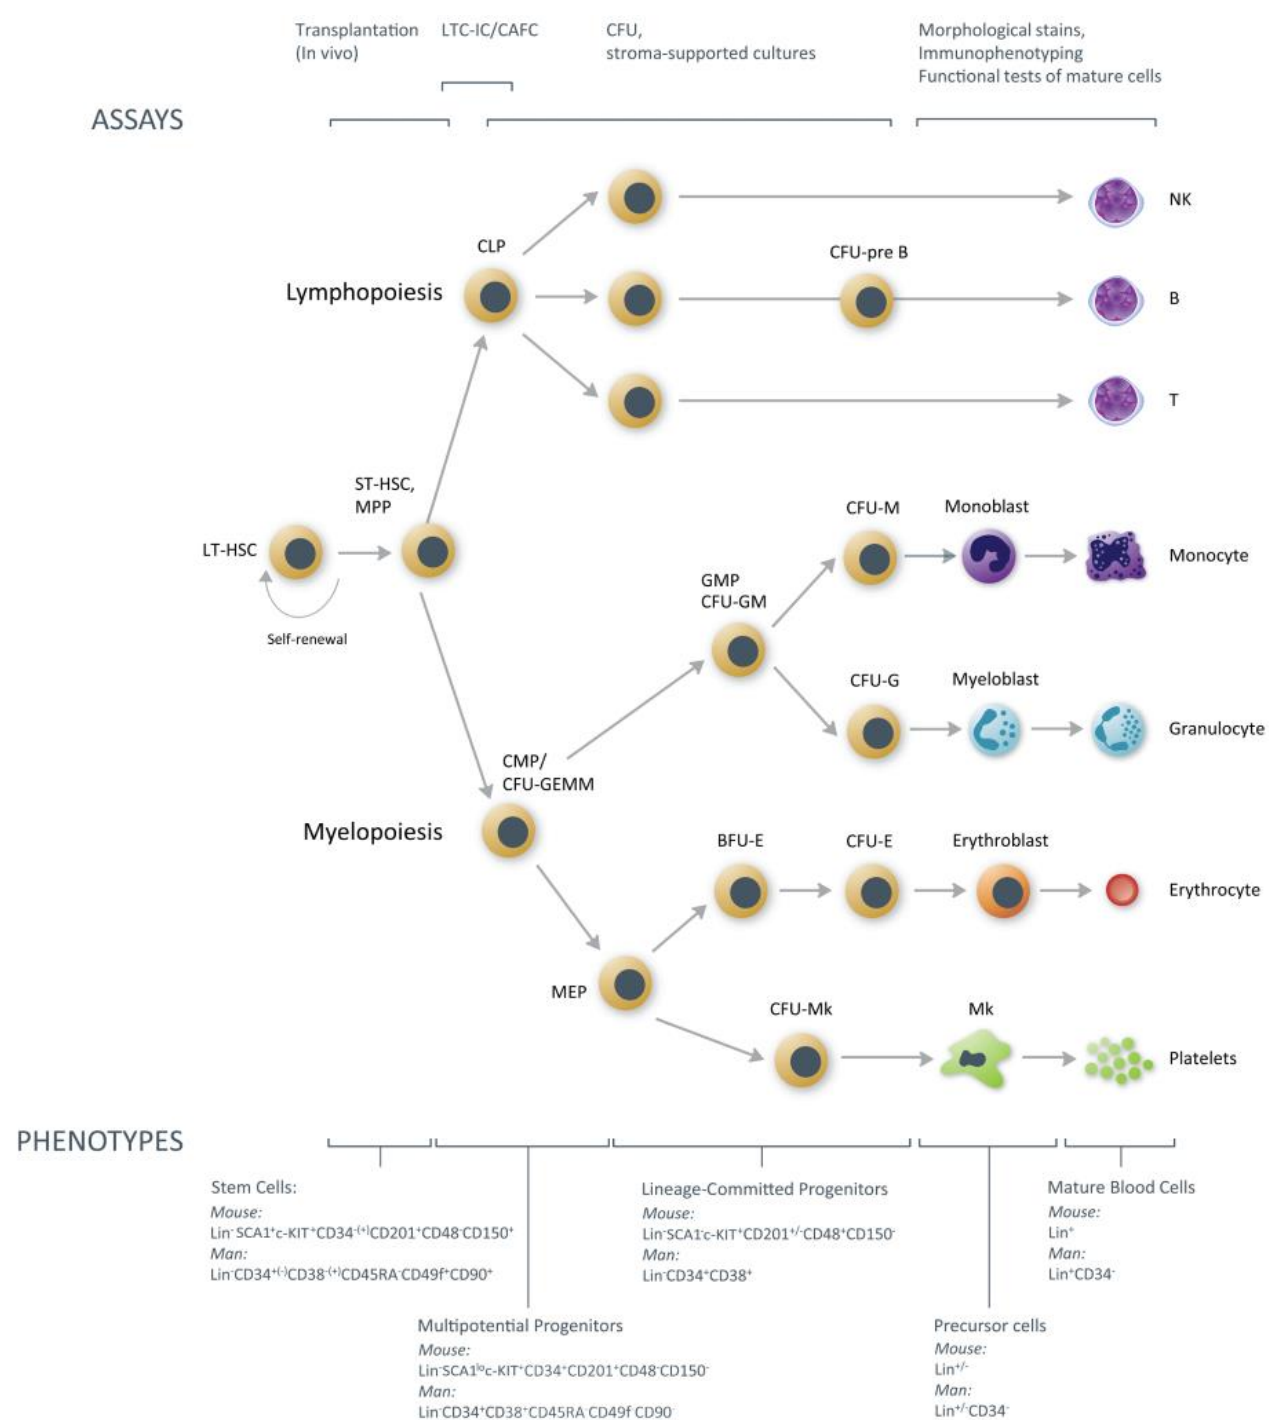 Transplantation
(In vivo)
LTC-IC/CAFC
CFU,
stroma-supported cultures
Morphological stains,
Immunophenotyping
Functional tests of mature cells
ASSAYS
NK
CLP
CFU-pre B
Lymphopoiesis
B
T
ST-HSC,
MPP
LT-HSC
Self-renewal
CFU-M
Monoblast
Monocyte
GMP
CFU-GM
CFU-G
Myeloblast
Granulocyte
CMP/
CFU-GEMM
Myelopoiesis
BFU-E
CFU-E
Erythroblast
Erythrocyte
MEP
CFU-Mk
Mk
Platelets
PHENOTYPES
Stem Cells:
Mouse:
Lin⁻SCA1⁺c-KIT⁺CD34⁻⁽⁺⁾CD201⁺CD48⁻CD150⁺
Man:
Lin⁻CD34⁺⁽⁻⁾CD38⁻⁽⁺⁾CD45RA⁻CD49f⁺CD90⁺
Lineage-Committed Progenitors
Mouse:
Lin⁻SCA1⁻c-KIT⁺CD201⁺/⁻CD48⁺CD150⁻
Man:
Lin⁻CD34⁺CD38⁺
Mature Blood Cells
Mouse:
Lin⁺
Man:
Lin⁺CD34⁻
Multipotential Progenitors
Mouse:
Lin⁻SCA1ˡᵒc-KIT⁺CD34⁺CD201⁺CD48⁻CD150⁻
Man:
Lin⁻CD34⁺CD38⁺CD45RA⁻CD49f⁻CD90⁻
Precursor cells
Mouse:
Lin⁺/⁻
Man:
Lin⁺/⁻CD34⁻